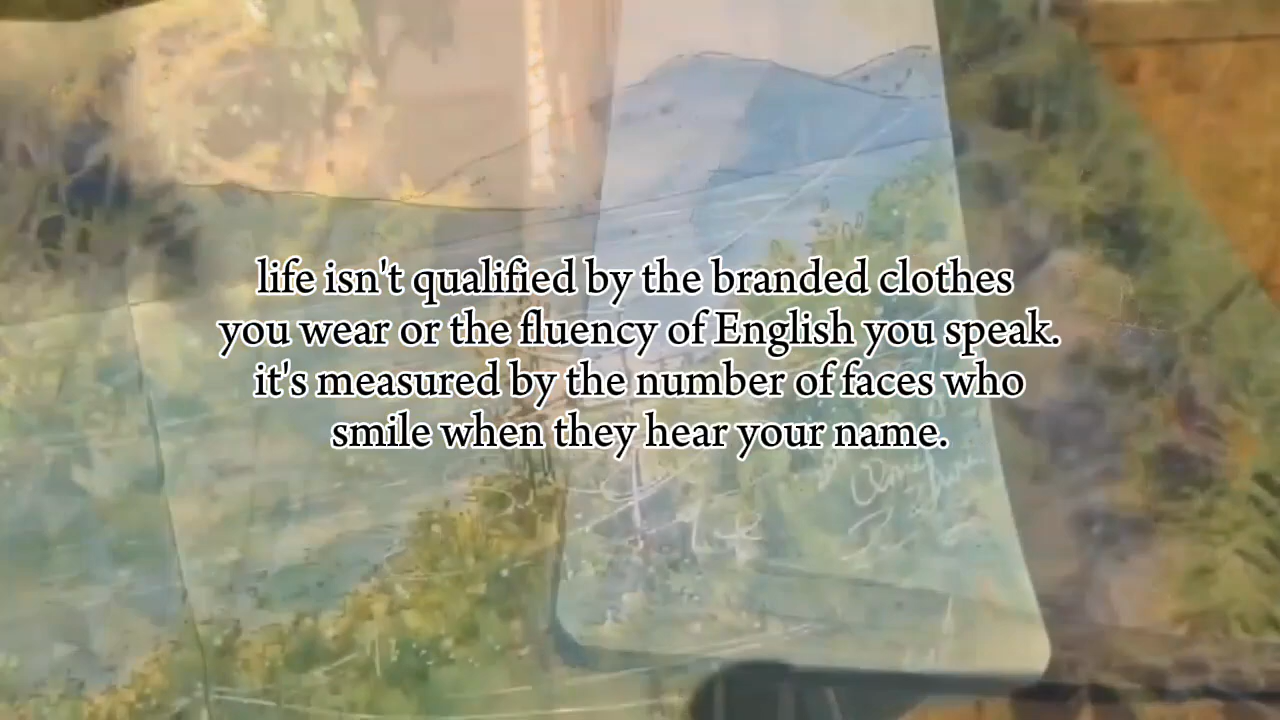 life isn't qualified by the branded clothes
you wear or the fluency of English you speak.
it's measured by the number of faces who
smile when they hear your name.